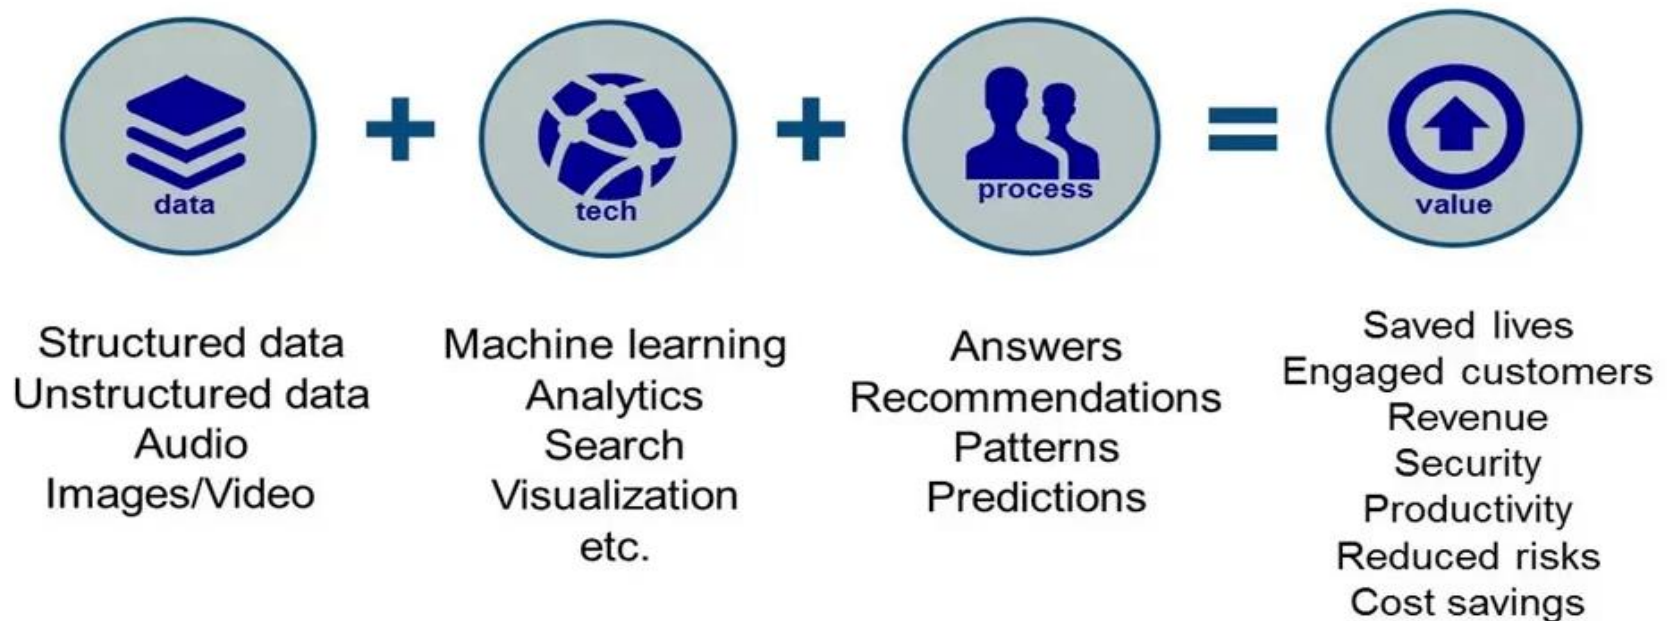 data
+
tech
+
process
=
value
Structured data
Unstructured data
Audio
Images/Video
Machine learning
Analytics
Search
Visualization
etc.
Answers
Recommendations
Patterns
Predictions
Saved lives
Engaged customers
Revenue
Security
Productivity
Reduced risks
Cost savings